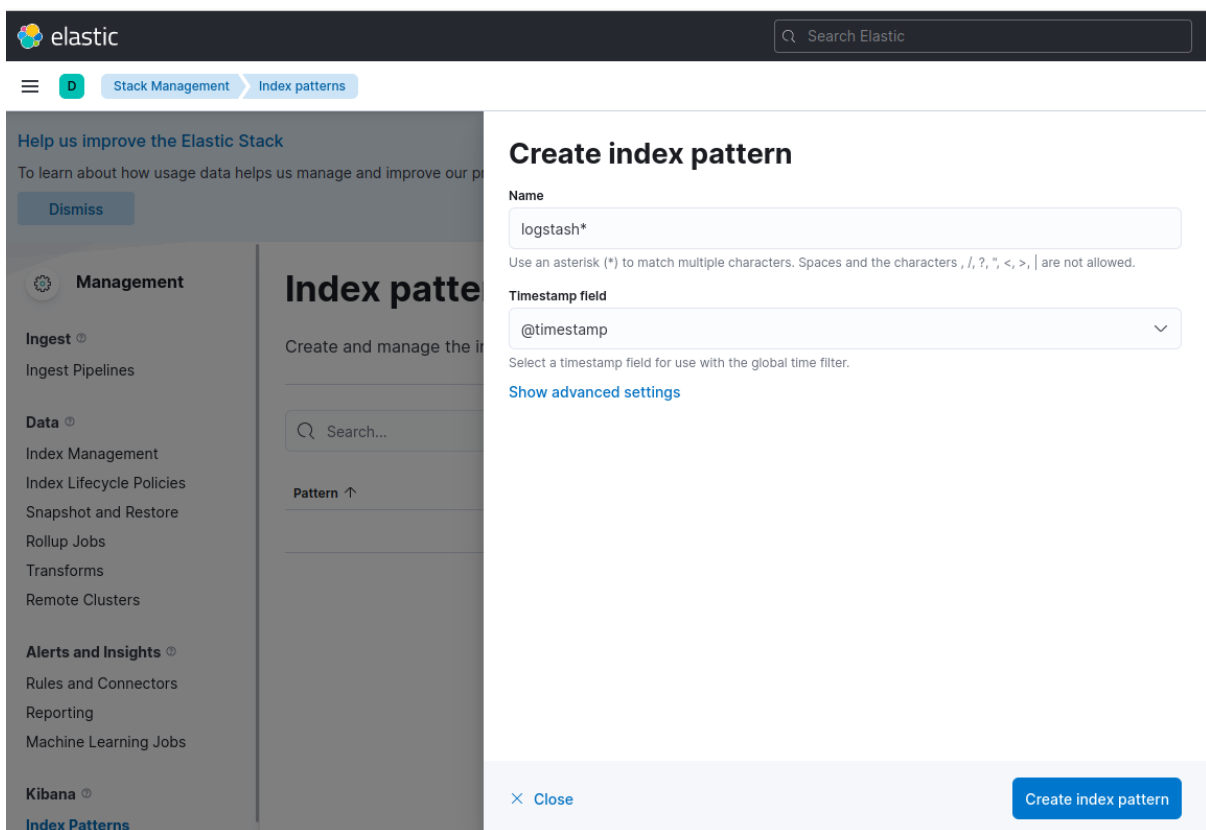 elastic
Search Elastic
D
Stack Management
Index patterns
Help us improve the Elastic Stack
To learn about how usage data helps us manage and improve our pr
Dismiss
Management
Ingest
Ingest Pipelines
Data
Index Management
Index Lifecycle Policies
Snapshot and Restore
Rollup Jobs
Transforms
Remote Clusters
Alerts and Insights
Rules and Connectors
Reporting
Machine Learning Jobs
Kibana
Index Patterns
Index patte
Create and manage the in
Search...
Pattern ↑
Create index pattern
Name
logstash*
Use an asterisk (*) to match multiple characters. Spaces and the characters , /, ?, ", <, >, | are not allowed.
Timestamp field
@timestamp
Select a timestamp field for use with the global time filter.
Show advanced settings
× Close
Create index pattern